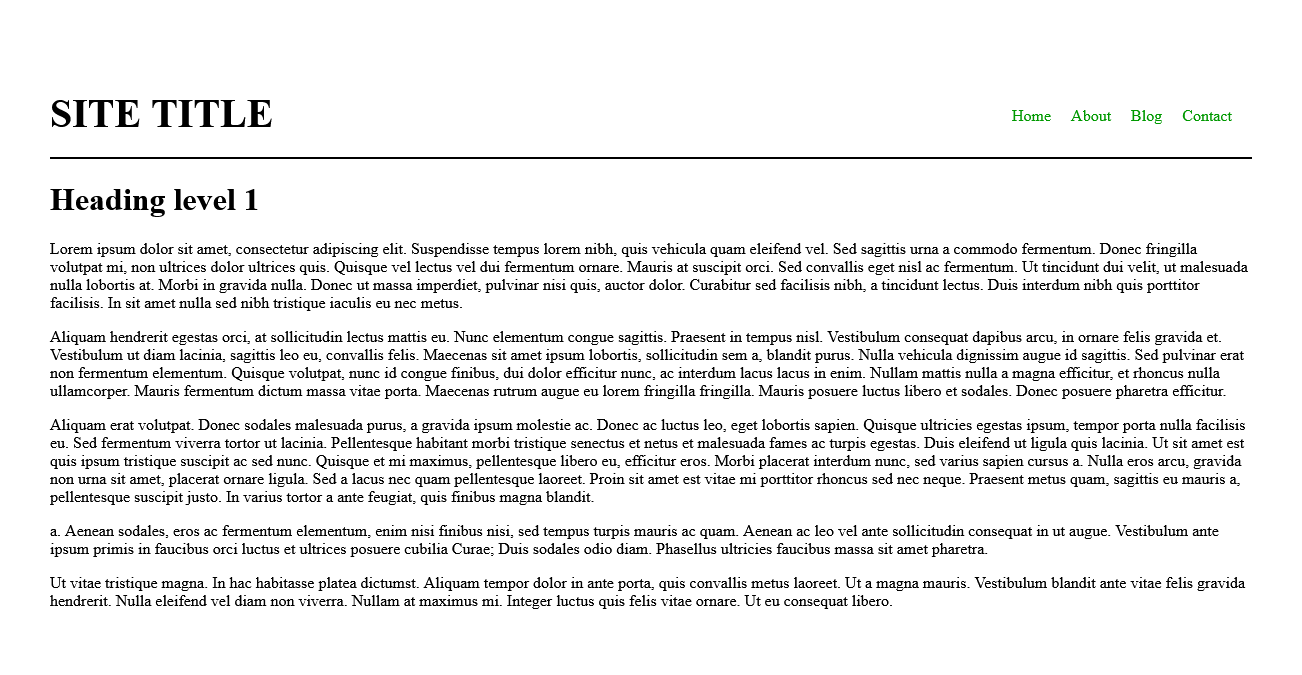 SITE TITLE
Home About Blog Contact
Heading level 1
Lorem ipsum dolor sit amet, consectetur adipiscing elit. Suspendisse tempus lorem nibh, quis vehicula quam eleifend vel. Sed sagittis urna a commodo fermentum. Donec fringilla
volutpat mi, non ultrices dolor ultrices quis. Quisque vel lectus vel dui fermentum ornare. Mauris at suscipit orci. Sed convallis eget nisl ac fermentum. Ut tincidunt dui velit, ut malesuada
nulla lobortis at. Morbi in gravida nulla. Donec ut massa imperdiet, pulvinar nisi quis, auctor dolor. Curabitur sed facilisis nibh, a tincidunt lectus. Duis interdum nibh quis porttitor
facilisis. In sit amet nulla sed nibh tristique iaculis eu nec metus.
Aliquam hendrerit egestas orci, at sollicitudin lectus mattis eu. Nunc elementum congue sagittis. Praesent in tempus nisl. Vestibulum consequat dapibus arcu, in ornare felis gravida et.
Vestibulum ut diam lacinia, sagittis leo eu, convallis felis. Maecenas sit amet ipsum lobortis, sollicitudin sem a, blandit purus. Nulla vehicula dignissim augue id sagittis. Sed pulvinar erat
non fermentum elementum. Quisque volutpat, nunc id congue finibus, dui dolor efficitur nunc, ac interdum lacus lacus in enim. Nullam mattis nulla a magna efficitur, et rhoncus nulla
ullamcorper. Mauris fermentum dictum massa vitae porta. Maecenas rutrum augue eu lorem fringilla fringilla. Mauris posuere luctus libero et sodales. Donec posuere pharetra efficitur.
Aliquam erat volutpat. Donec sodales malesuada purus, a gravida ipsum molestie ac. Donec ac luctus leo, eget lobortis sapien. Quisque ultricies egestas ipsum, tempor porta nulla facilisis
eu. Sed fermentum viverra tortor ut lacinia. Pellentesque habitant morbi tristique senectus et netus et malesuada fames ac turpis egestas. Duis eleifend ut ligula quis lacinia. Ut sit amet est
quis ipsum tristique suscipit ac sed nunc. Quisque et mi maximus, pellentesque libero eu, efficitur eros. Morbi placerat interdum nunc, sed varius sapien cursus a. Nulla eros arcu, gravida
non urna sit amet, placerat ornare ligula. Sed a lacus nec quam pellentesque laoreet. Proin sit amet est vitae mi porttitor rhoncus sed nec neque. Praesent metus quam, sagittis eu mauris a,
pellentesque suscipit justo. In varius tortor a ante feugiat, quis finibus magna blandit.
a. Aenean sodales, eros ac fermentum elementum, enim nisi finibus nisi, sed tempus turpis mauris ac quam. Aenean ac leo vel ante sollicitudin consequat in ut augue. Vestibulum ante
ipsum primis in faucibus orci luctus et ultrices posuere cubilia Curae; Duis sodales odio diam. Phasellus ultricies faucibus massa sit amet pharetra.
Ut vitae tristique magna. In hac habitasse platea dictumst. Aliquam tempor dolor in ante porta, quis convallis metus laoreet. Ut a magna mauris. Vestibulum blandit ante vitae felis gravida
hendrerit. Nulla eleifend vel diam non viverra. Nullam at maximus mi. Integer luctus quis felis vitae ornare. Ut eu consequat libero.